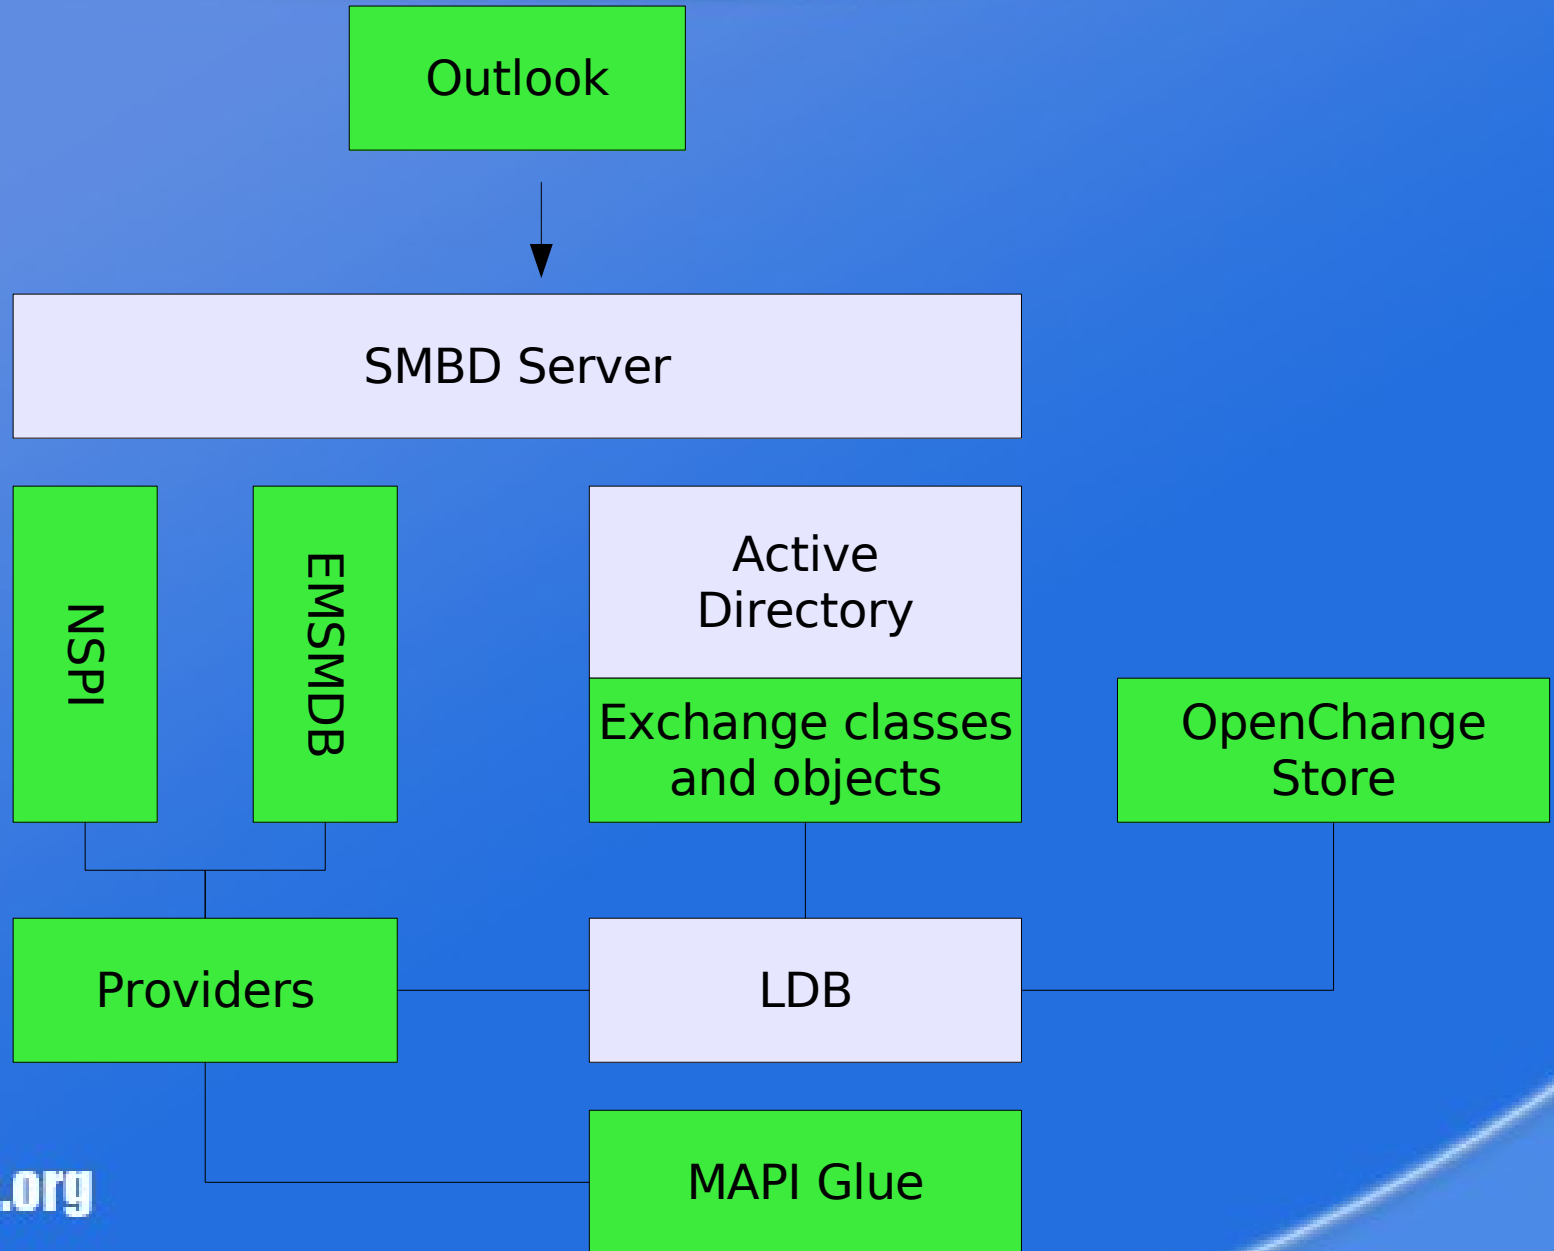 Outlook
SMBD Server
NSPI
EMSMDB
Active
Directory
Exchange classes
and objects
OpenChange
Store
Providers
LDB
MAPI Glue
.org